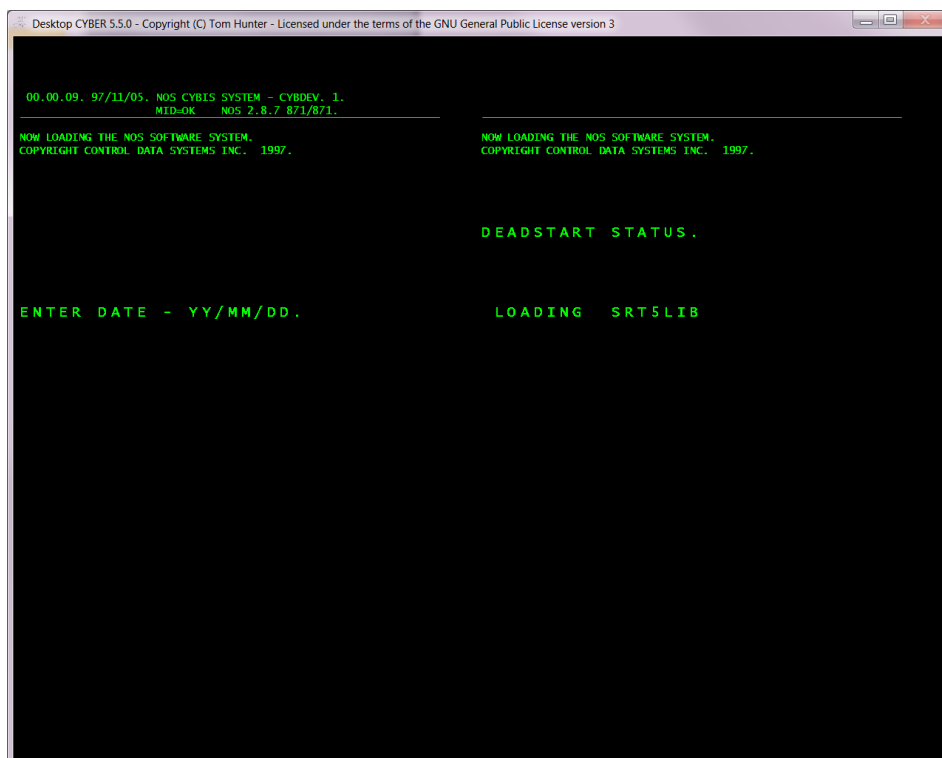 Desktop CYBER 5.5.0 - Copyright (C) Tom Hunter - Licensed under the terms of the GNU General Public License version 3
00.00.09. 97/11/05. NOS CYBIS SYSTEM - CYBDEV. 1.
MID=OK NOS 2.8.7 871/871.
NOW LOADING THE NOS SOFTWARE SYSTEM.
COPYRIGHT CONTROL DATA SYSTEMS INC. 1997.
ENTER DATE - YY/MM/DD.
NOW LOADING THE NOS SOFTWARE SYSTEM.
COPYRIGHT CONTROL DATA SYSTEMS INC. 1997.
DEADSTART STATUS.
LOADING SRT5LIB